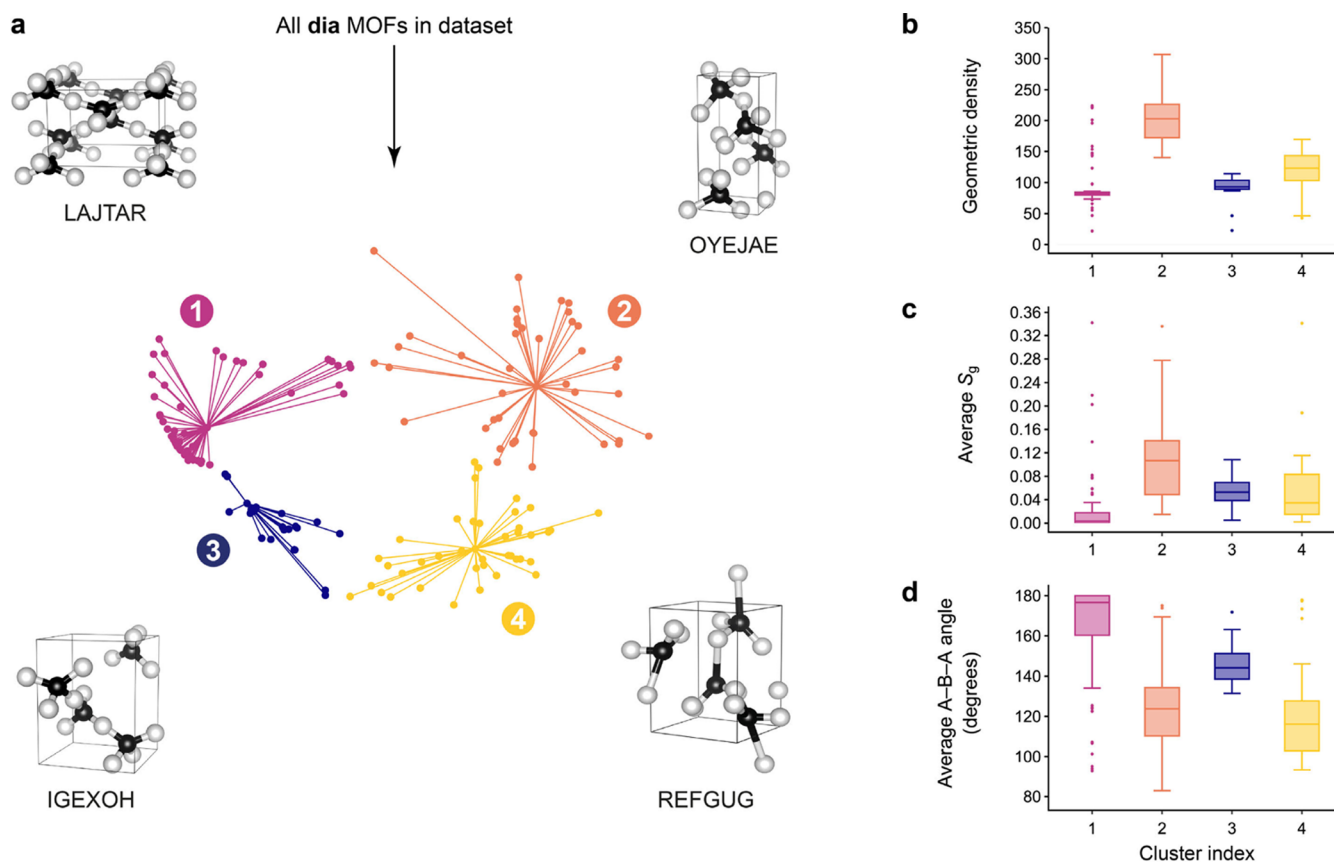 a
All dia MOFs in dataset
LAJTAR
OYEJAE
1
2
3
4
IGEXOH
REFGUG
b
Geometric density
350
300
250
200
150
100
50
0
1 2 3 4
c
Average Sg
0.36
0.32
0.28
0.24
0.20
0.16
0.12
0.08
0.04
0.00
1 2 3 4
d
Average A–B–A angle
(degrees)
180
160
140
120
100
80
1 2 3 4
Cluster index